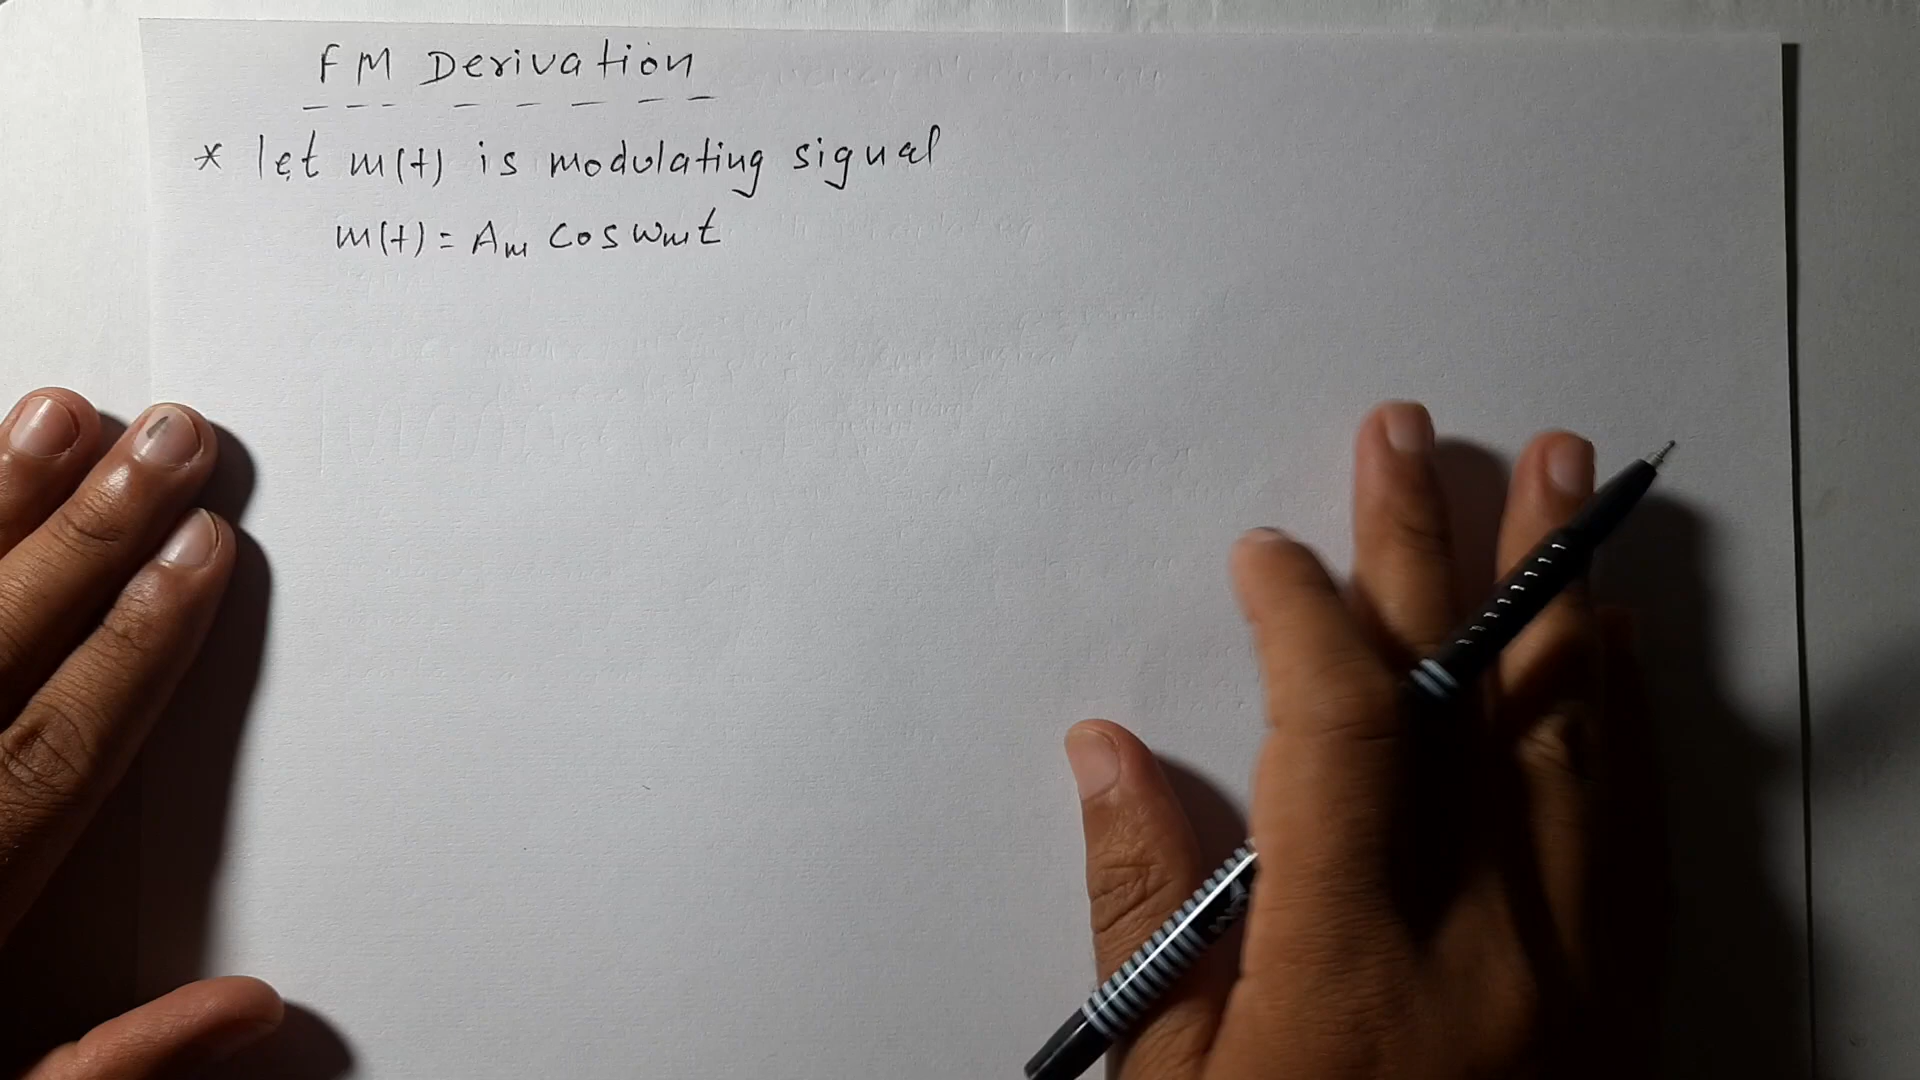 FM Derivation
* let m(t) is modulating signal
m(t) = Am Cos wmt